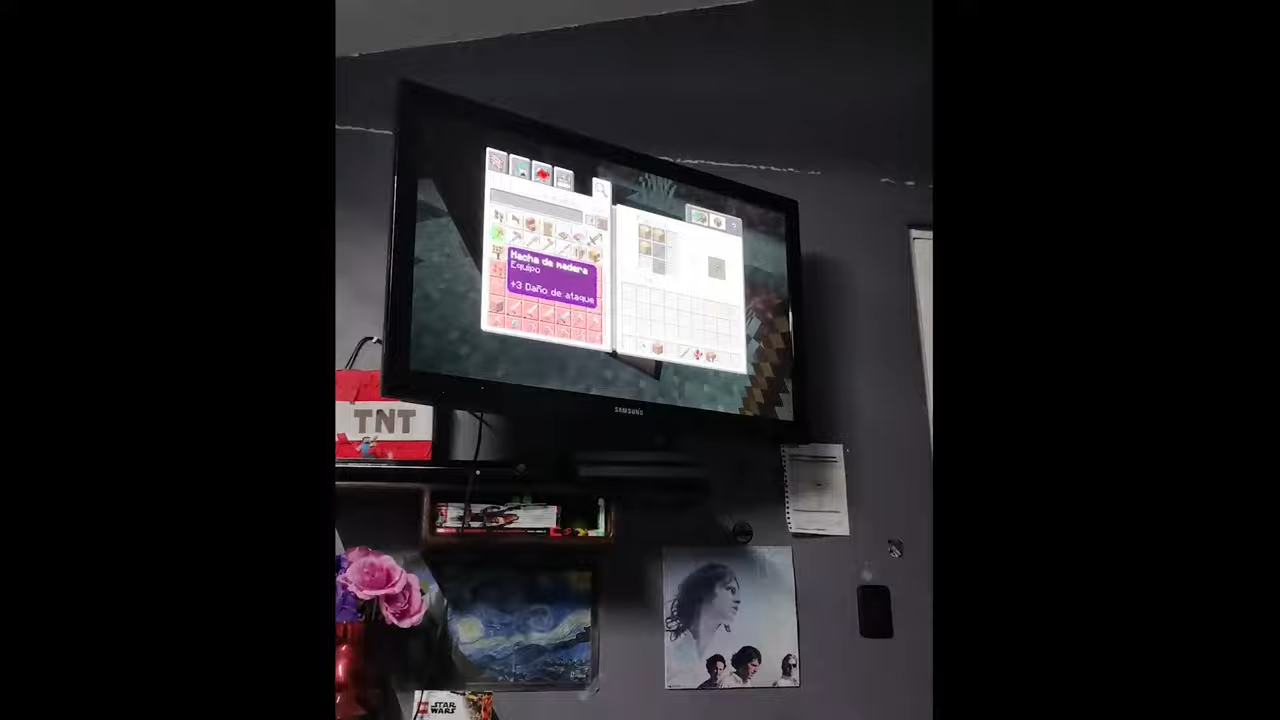 Hacha de madera
Equipo
+3 Daño de ataque
SAMSUNG
TNT
STAR
WARS